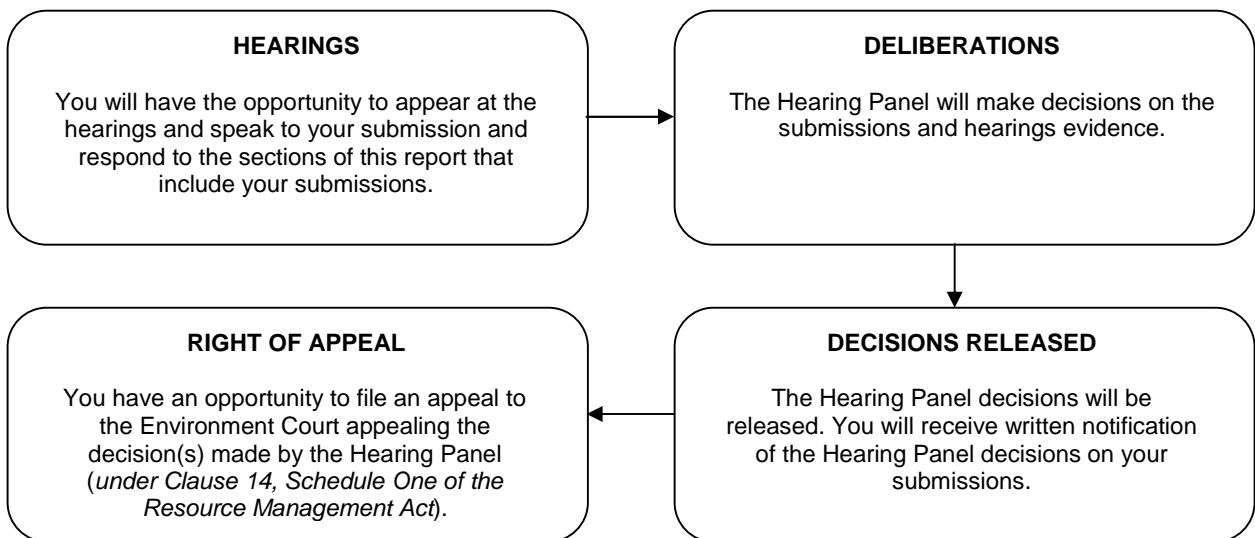 HEARINGS
You will have the opportunity to appear at the
hearings and speak to your submission and
respond to the sections of this report that
include your submissions.
DELIBERATIONS
The Hearing Panel will make decisions on the
submissions and hearings evidence.
DECISIONS RELEASED
The Hearing Panel decisions will be
released. You will receive written notification
of the Hearing Panel decisions on your
submissions.
RIGHT OF APPEAL
You have an opportunity to file an appeal to
the Environment Court appealing the
decision(s) made by the Hearing Panel
(under Clause 14, Schedule One of the
Resource Management Act).